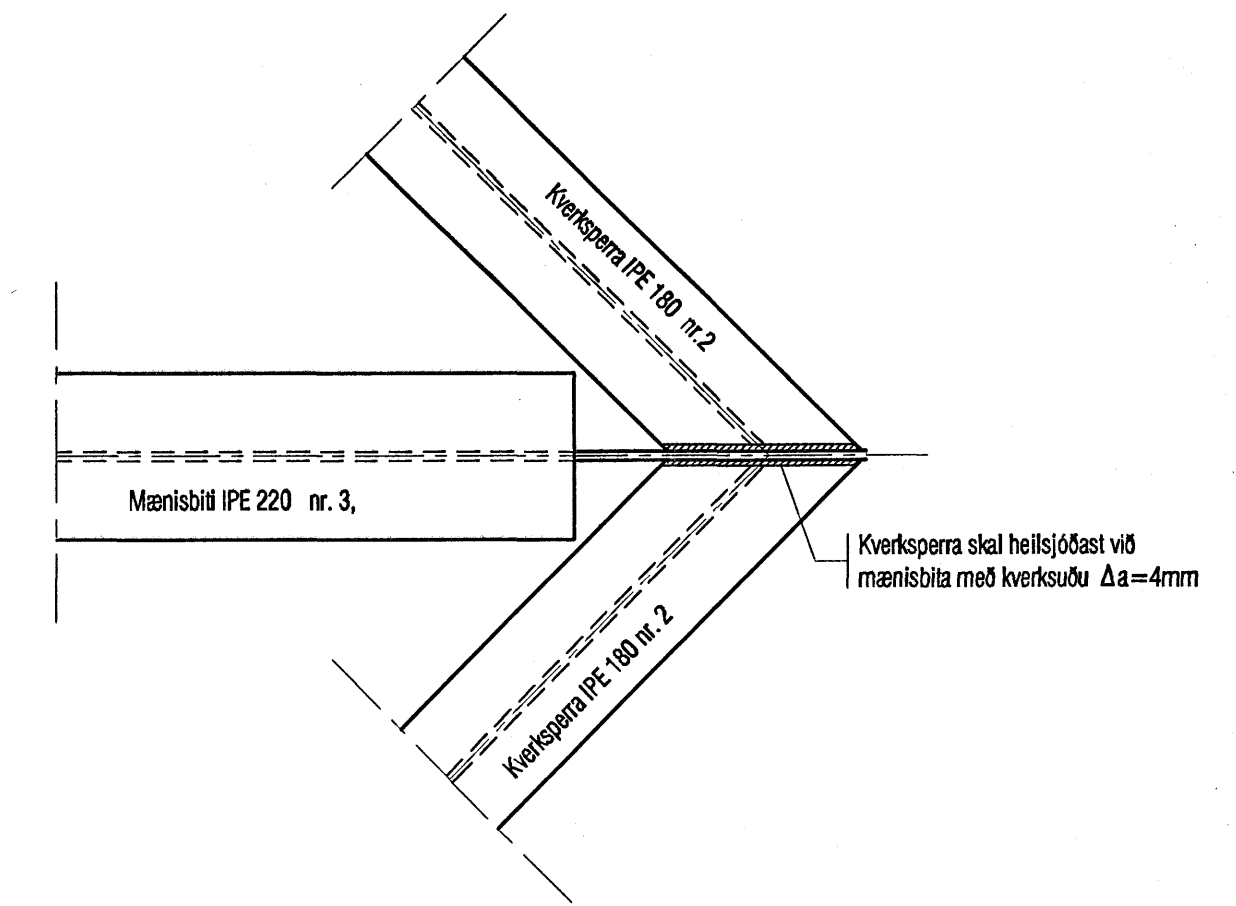 Kverksperra IPE 180 nr.2
Mænisbiti IPE 220 nr. 3,
Kverksperra skal heilsjóðast við
mænisbita með kverksuðu Δa=4mm
Kverksperra IPE 180 nr. 2